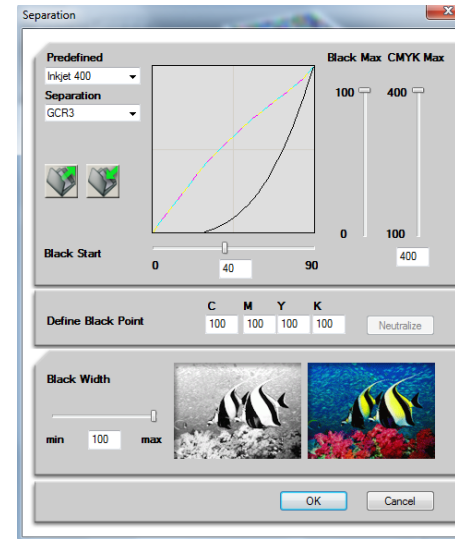 Separation
Predefined
Inkjet 400
Separation
GCR3
Black Max CMYK Max
100 400
0 100
400
Black Start
0 40 90
C M Y K
Define Black Point 100 100 100 100 Neutralize
Black Width
min 100 max
OK Cancel